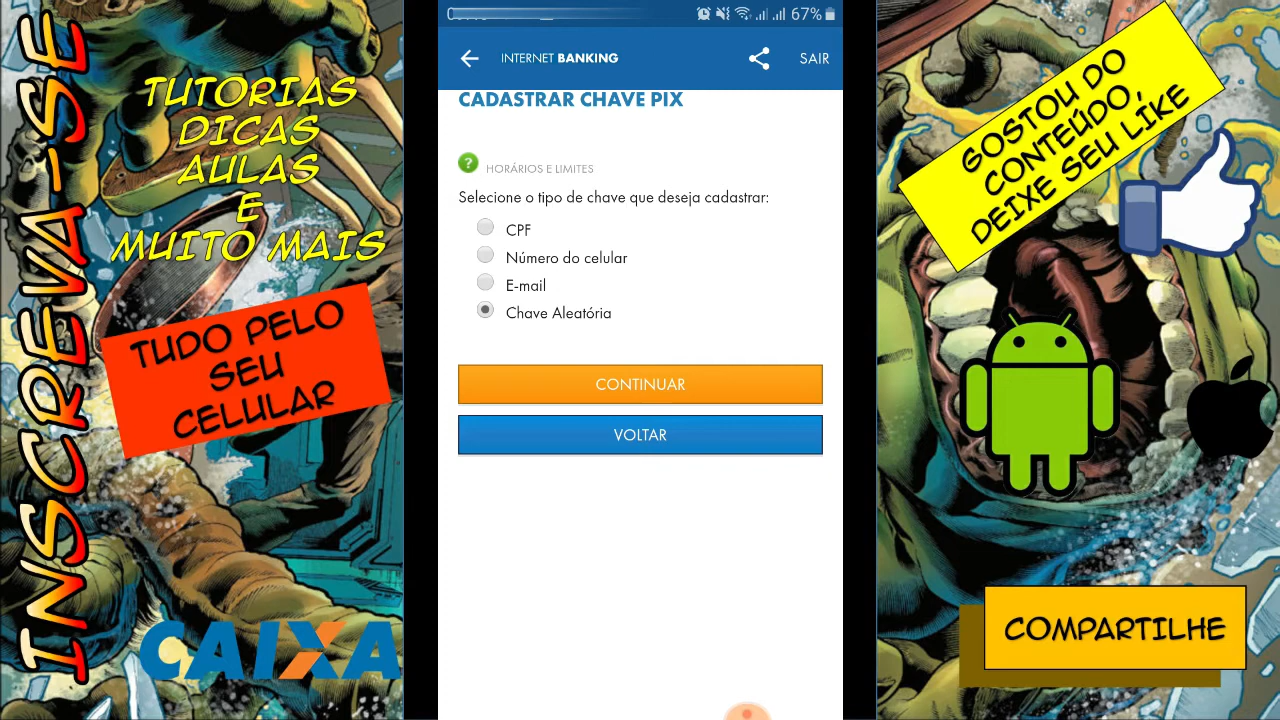 INSCREVA-SE
TUTORIAS
DICAS
AULAS
E
MUITO MAIS
TUDO PELO
SEU
CELULAR
CAIXA
67%
INTERNET BANKING
SAIR
CADASTRAR CHAVE PIX
?
HORÁRIOS E LIMITES
Selecione o tipo de chave que deseja cadastrar:
CPF
Número do celular
E-mail
Chave Aleatória
CONTINUAR
VOLTAR
GOSTOU DO
CONTEÚDO,
DEIXE SEU LIKE
COMPARTILHE